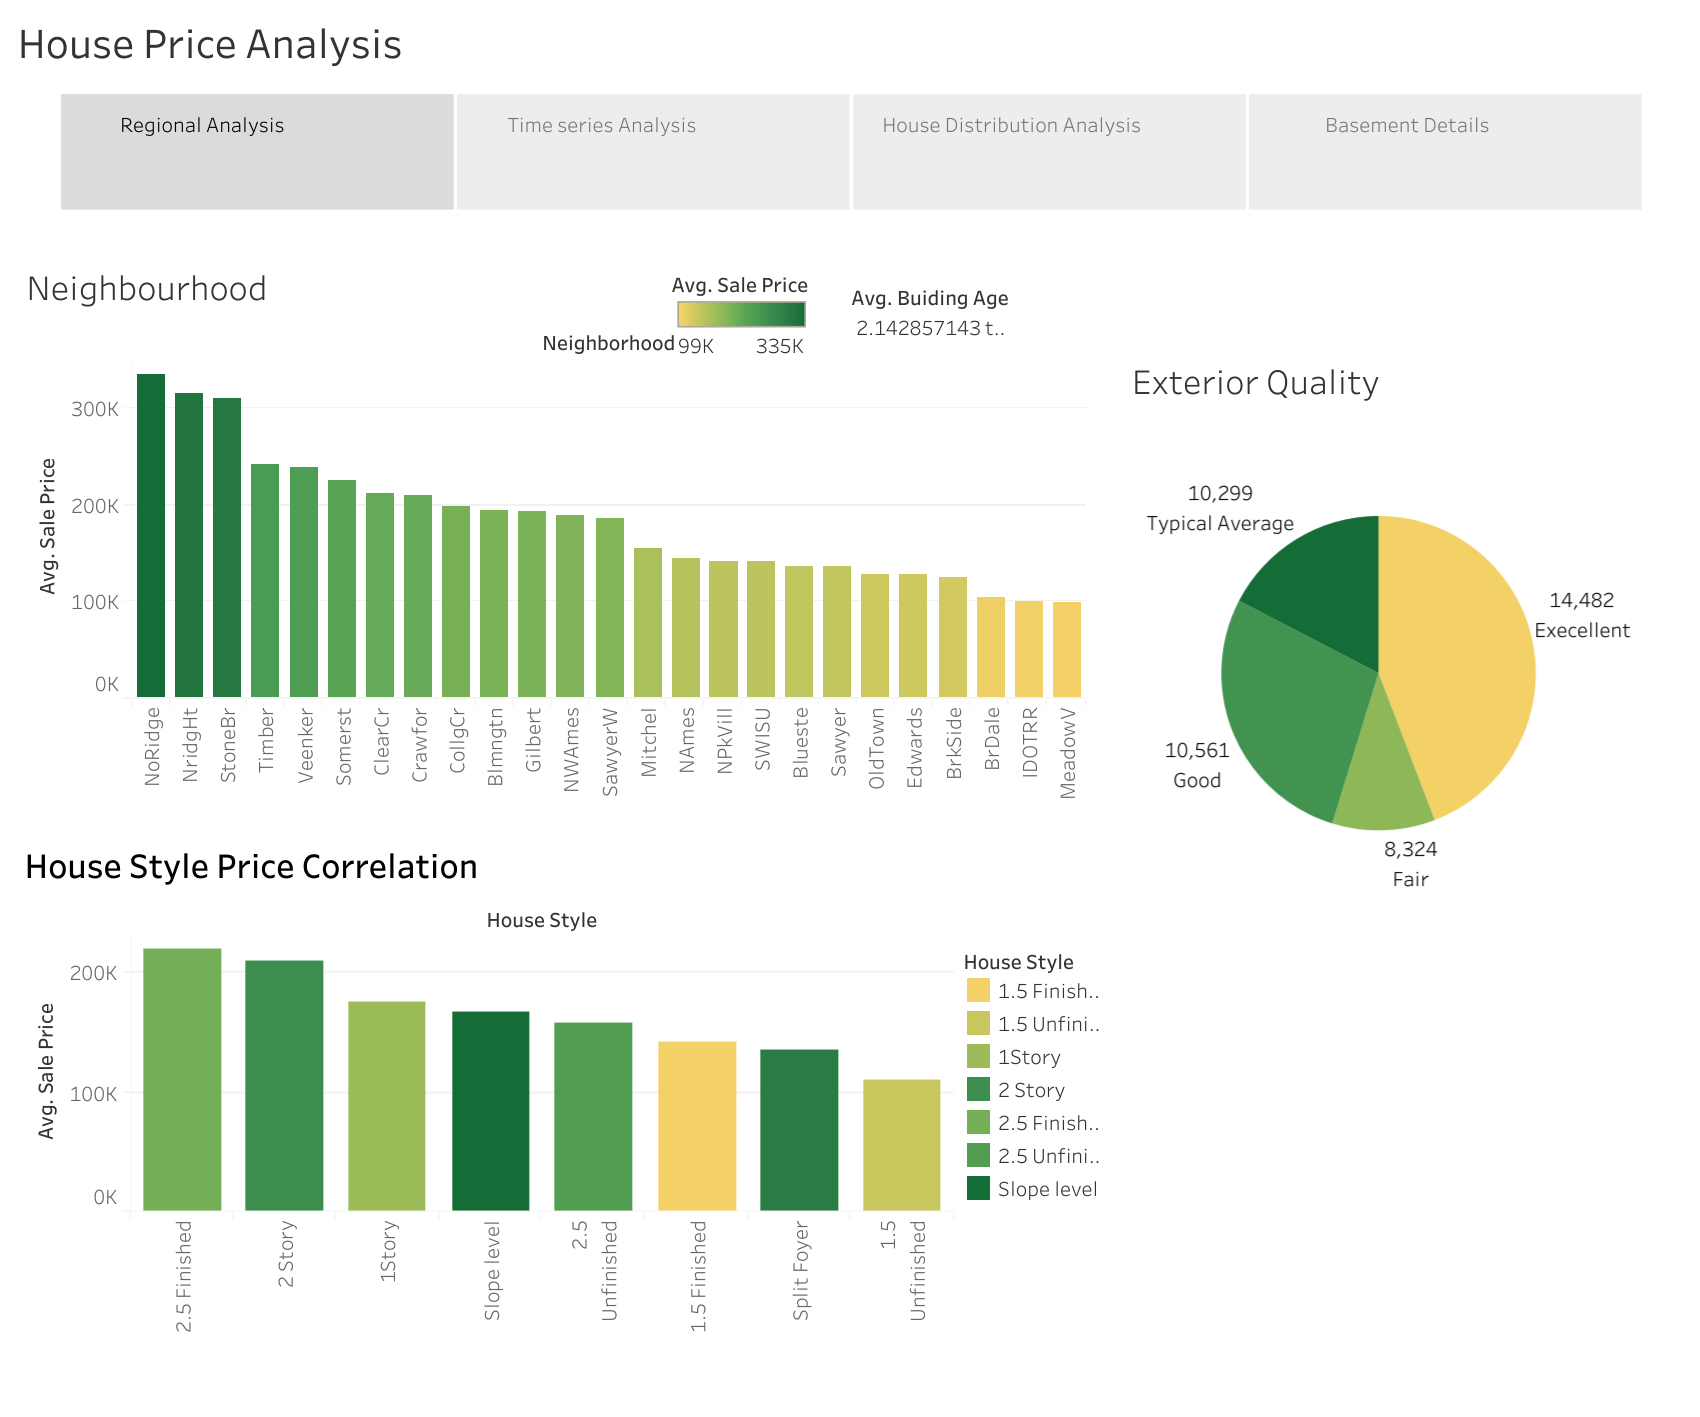 House Price Analysis
Regional Analysis
Time series Analysis
House Distribution Analysis
Basement Details
Neighbourhood
Avg. Sale Price
99K
335K
Avg. Buiding Age
2.142857143 t..
Neighborhood
Avg. Sale Price
300K
200K
100K
0K
NoRidge
NridgHt
StoneBr
Timber
Veenker
Somerst
ClearCr
Crawfor
CollgCr
Blmngtn
Gilbert
NWAmes
SawyerW
Mitchel
NAmes
NPkVill
SWISU
Blueste
Sawyer
OldTown
Edwards
BrkSide
BrDale
IDOTRR
MeadowV
Exterior Quality
10,299
Typical Average
14,482
Execellent
10,561
Good
8,324
Fair
House Style Price Correlation
House Style
Avg. Sale Price
200K
100K
0K
2.5 Finished
2 Story
1Story
Slope level
2.5
Unfinished
1.5 Finished
Split Foyer
1.5
Unfinished
House Style
1.5 Finish..
1.5 Unfini..
1Story
2 Story
2.5 Finish..
2.5 Unfini..
Slope level